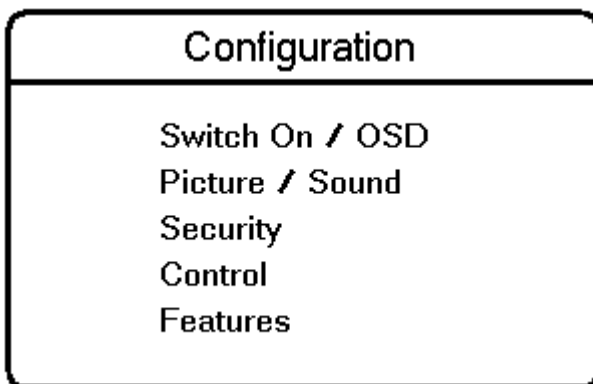 Configuration
Switch On / OSD
Picture / Sound
Security
Control
Features